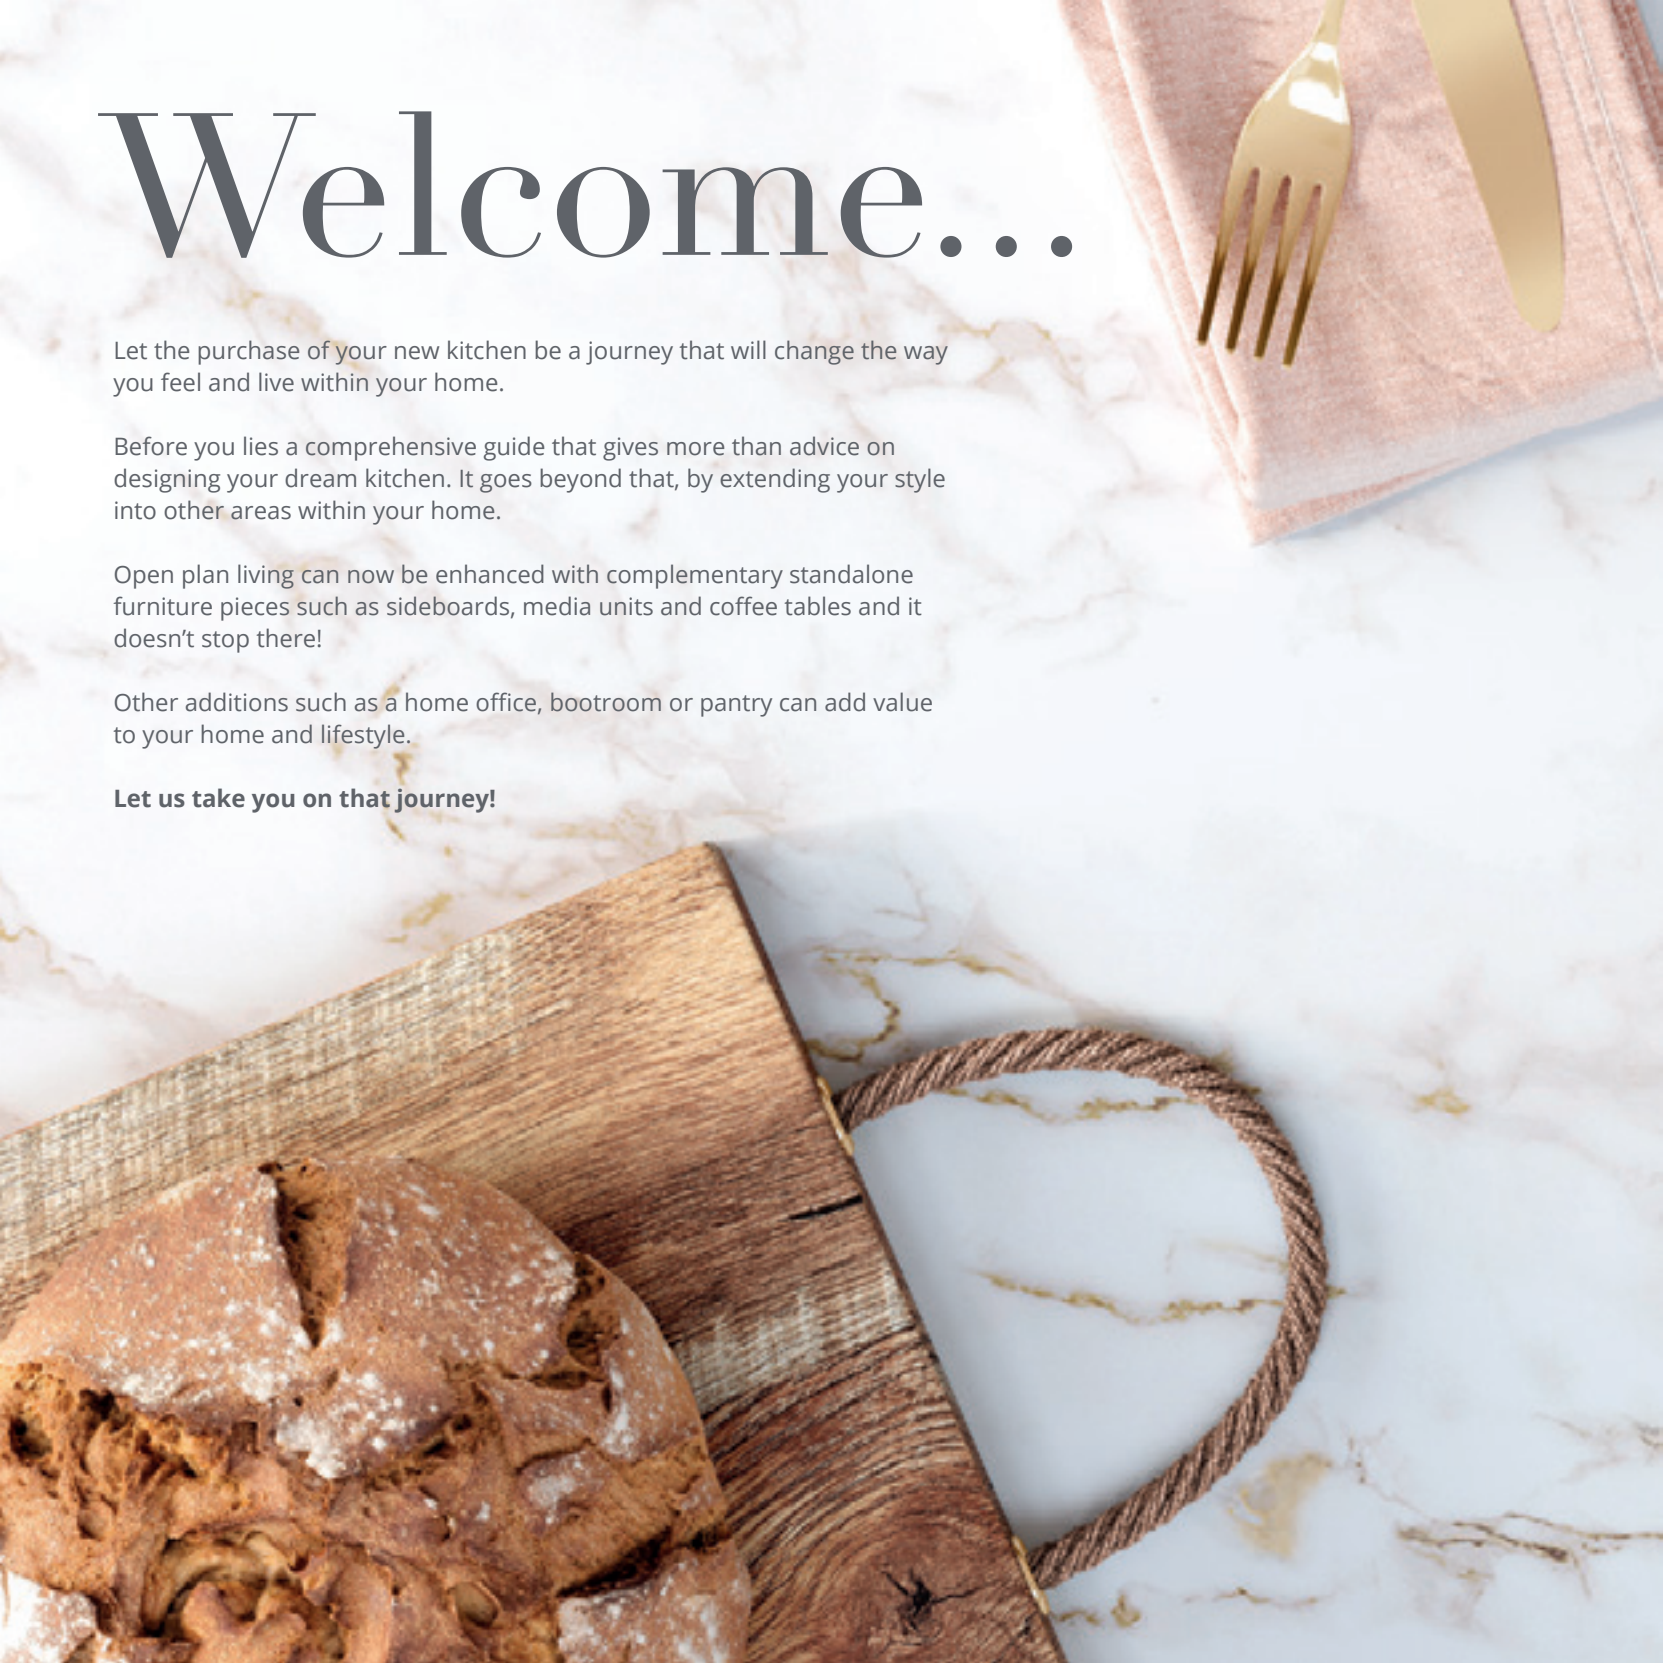 Welcome...
Let the purchase of your new kitchen be a journey that will change the way
you feel and live within your home.
Before you lies a comprehensive guide that gives more than advice on
designing your dream kitchen. It goes beyond that, by extending your style
into other areas within your home.
Open plan living can now be enhanced with complementary standalone
furniture pieces such as sideboards, media units and coffee tables and it
doesn’t stop there!
Other additions such as a home office, bootroom or pantry can add value
to your home and lifestyle.
Let us take you on that journey!